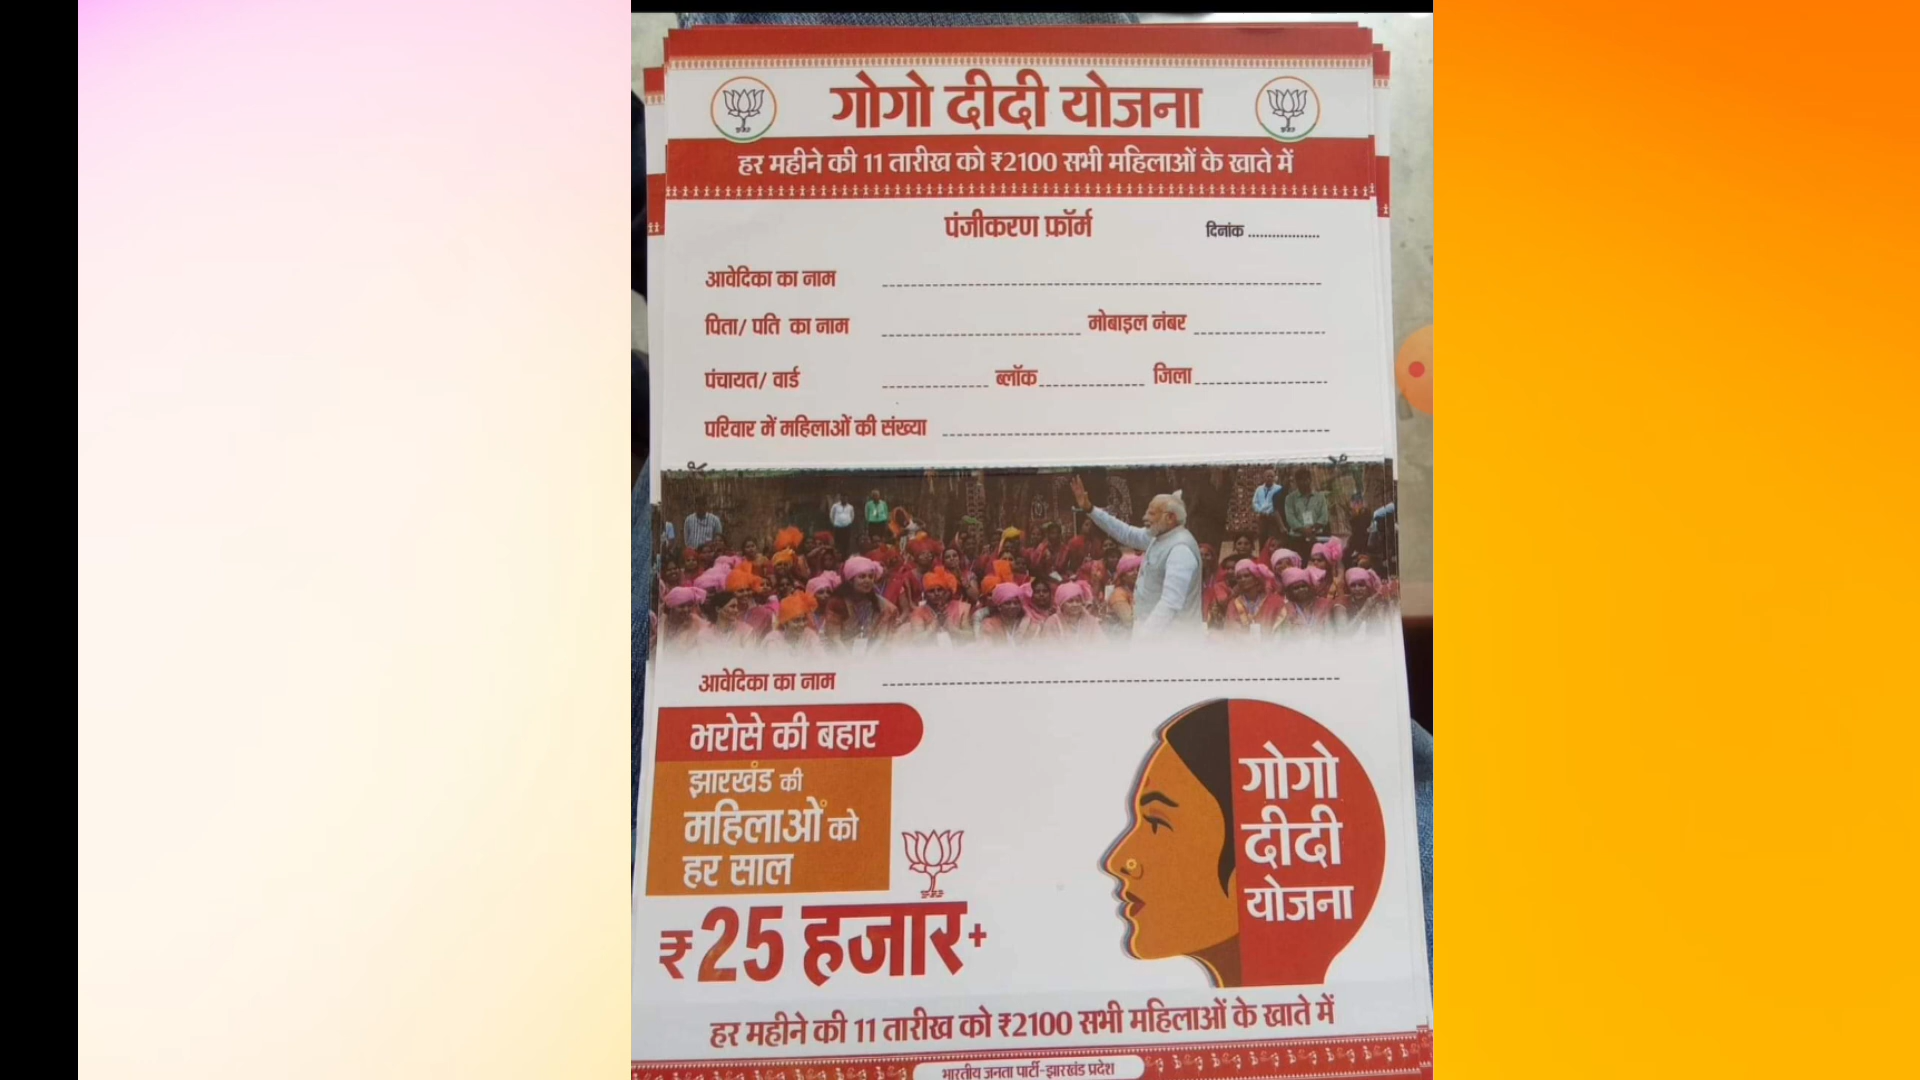 गोगो दीदी योजना
हर महीने की 11 तारीख को ₹2100 सभी महिलाओं के खाते में
पंजीकरण फ़ॉर्म
दिनांक ..................
आवेदिका का नाम
पिता/ पति का नाम मोबाइल नंबर
पंचायत/ वार्ड ब्लॉक जिला
परिवार में महिलाओं की संख्या
आवेदिका का नाम
भरोसे की बहार
झारखंड की
महिलाओं को
हर साल
₹25 हजार+
गोगो
दीदी
योजना
हर महीने की 11 तारीख को ₹2100 सभी महिलाओं के खाते में
भारतीय जनता पार्टी-झारखंड प्रदेश